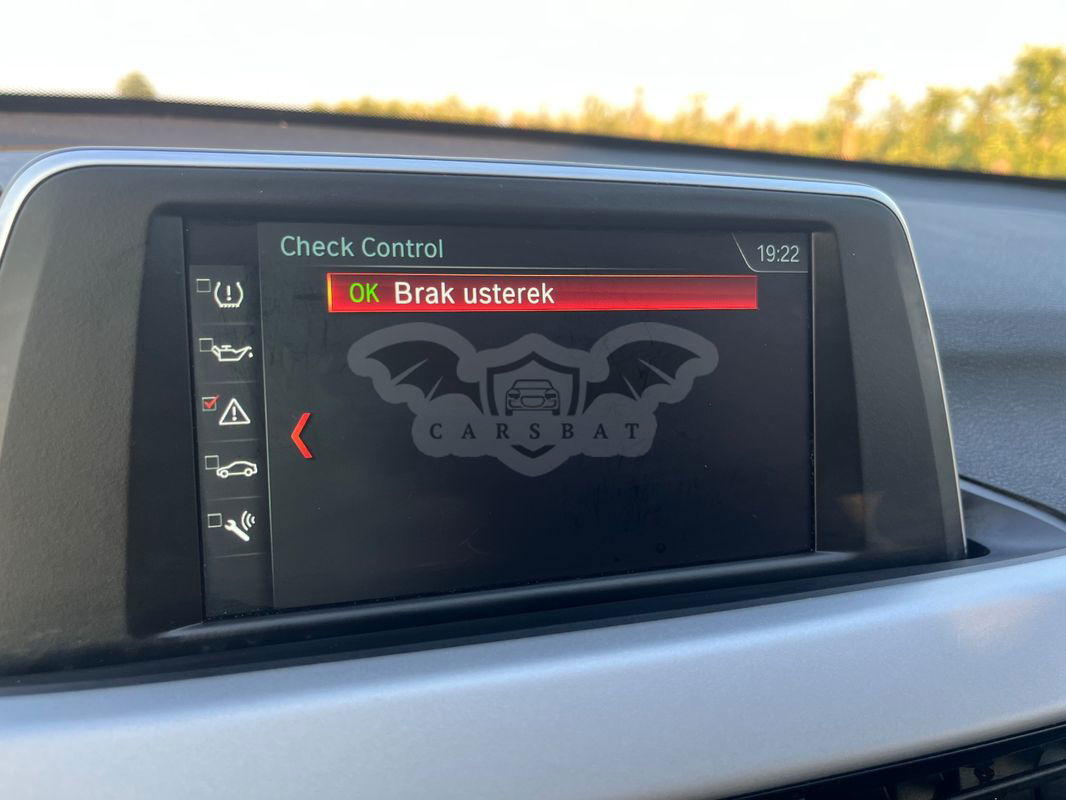 Check Control
19:22
OK Brak usterek
CARSBAT